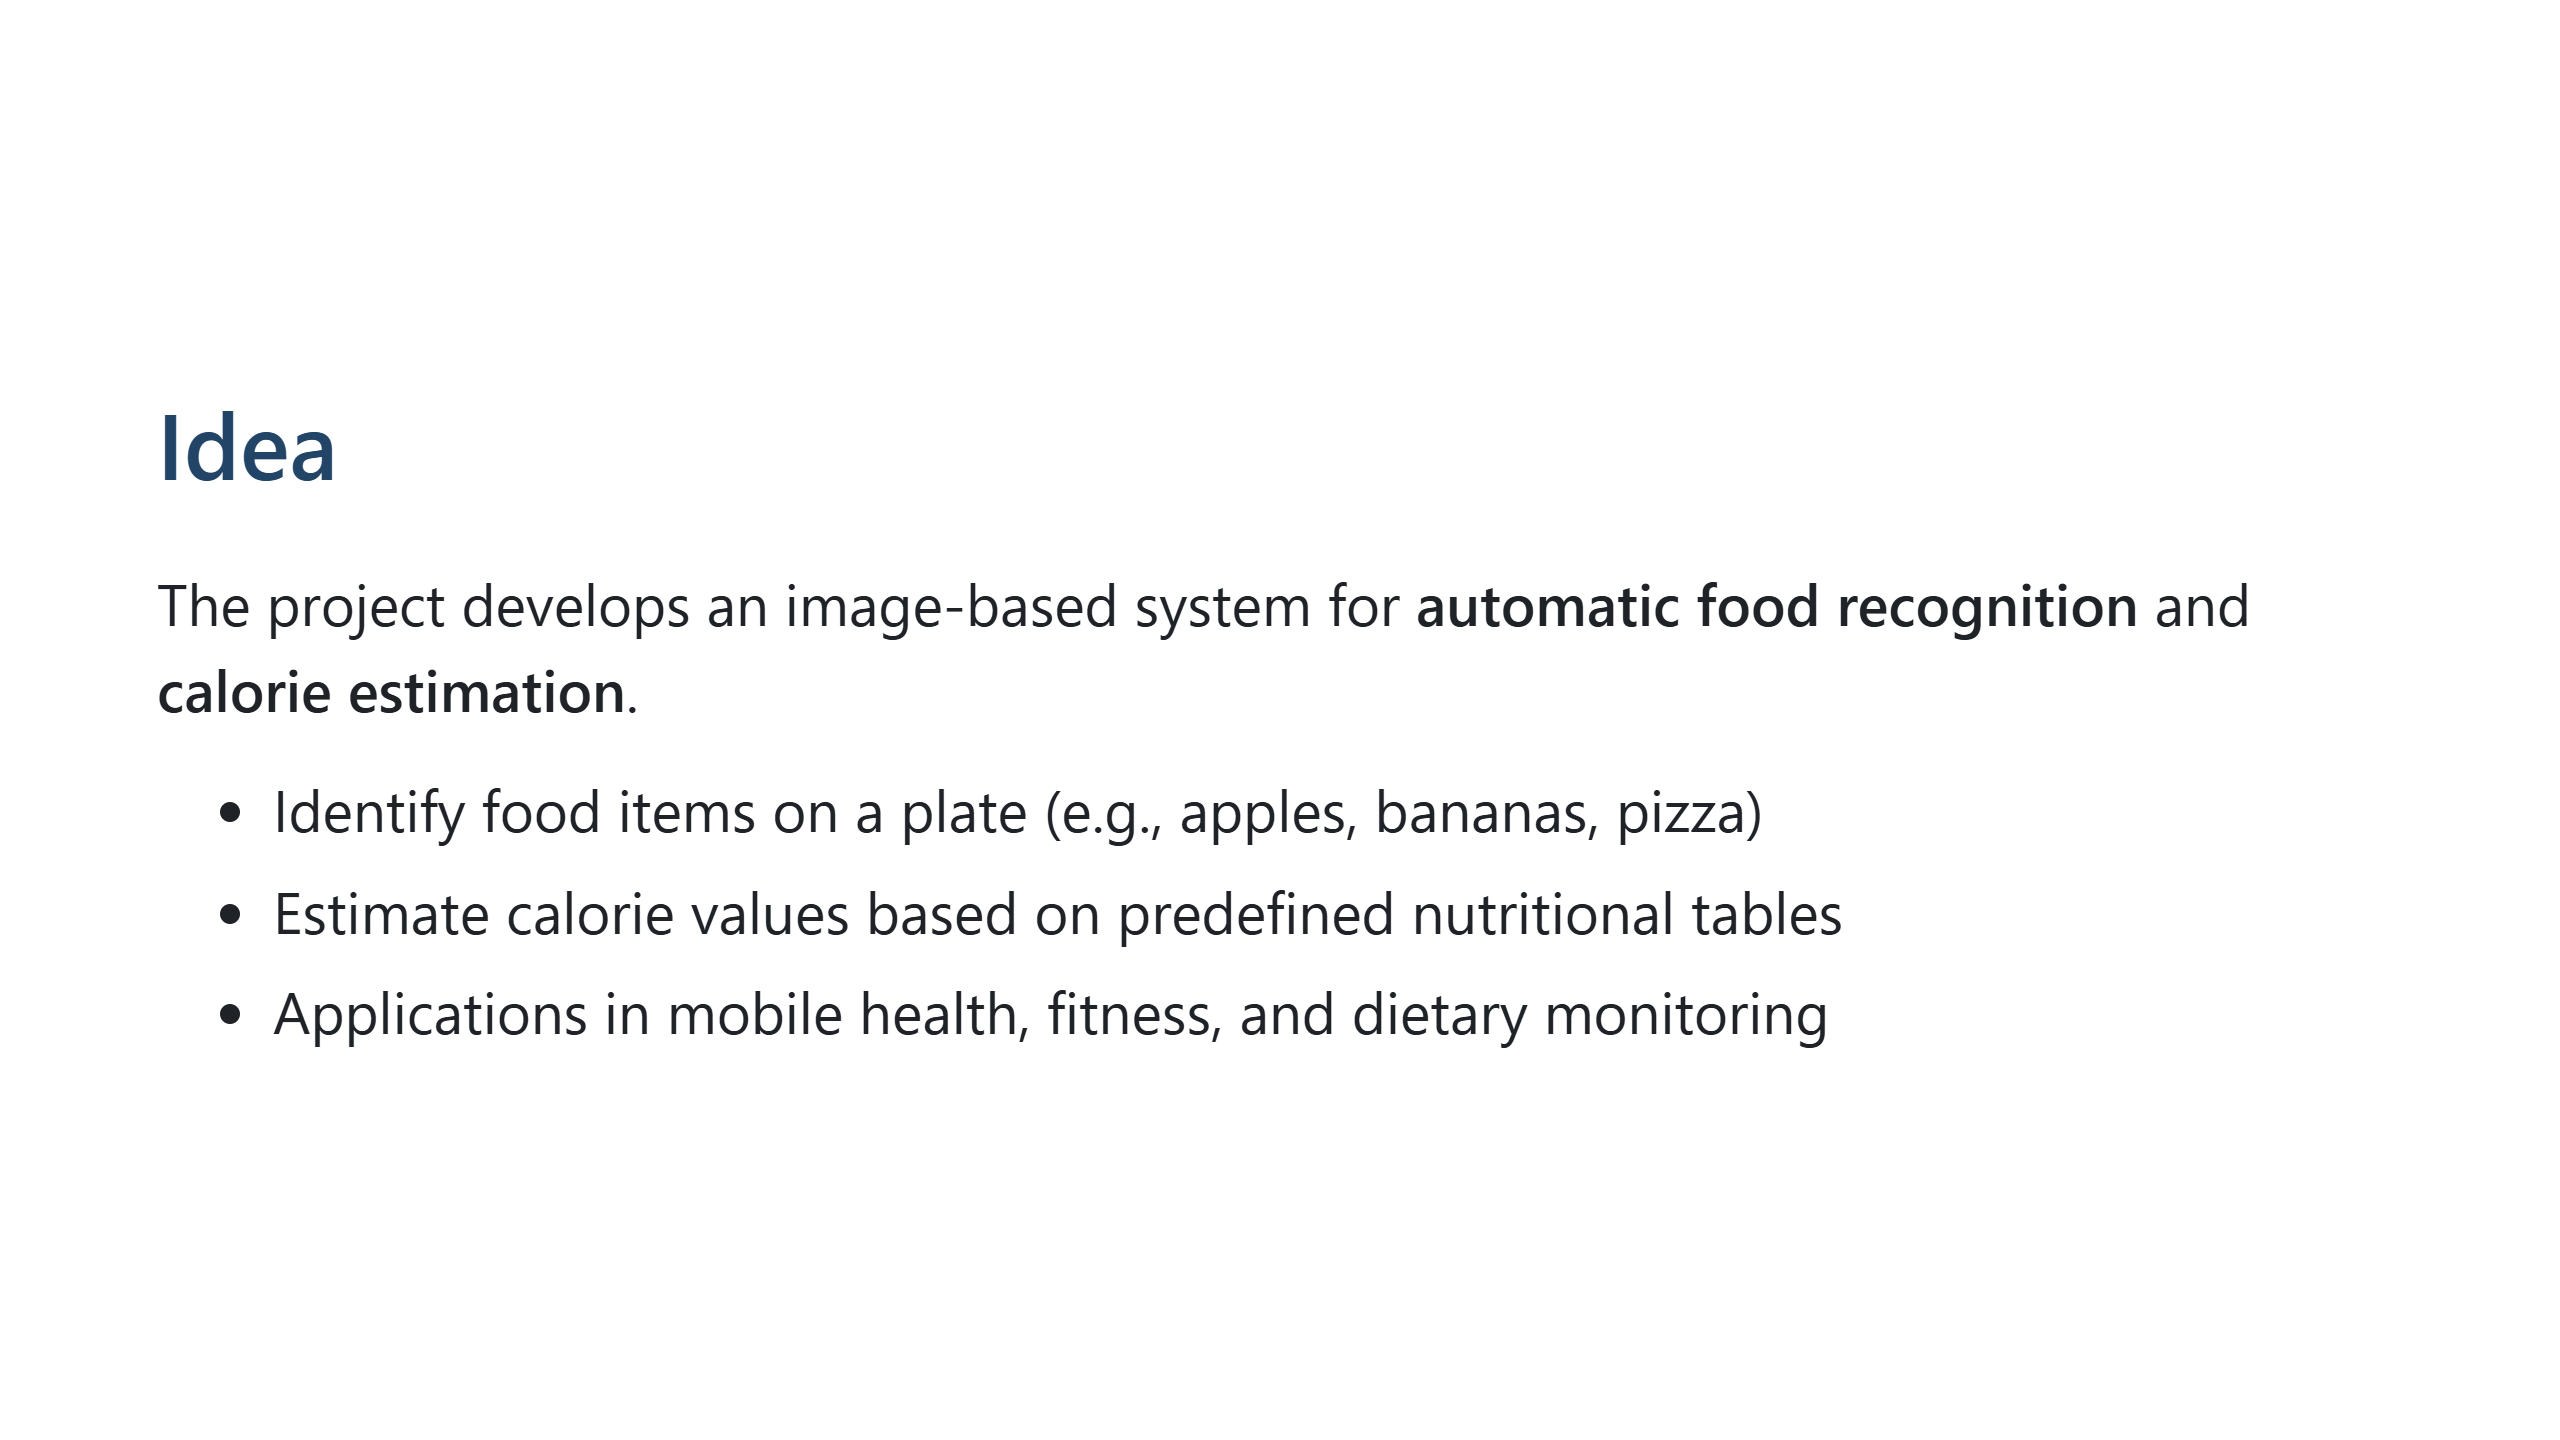 Idea
The project develops an image-based system for automatic food recognition and
calorie estimation.
• Identify food items on a plate (e.g., apples, bananas, pizza)
• Estimate calorie values based on predefined nutritional tables
• Applications in mobile health, fitness, and dietary monitoring